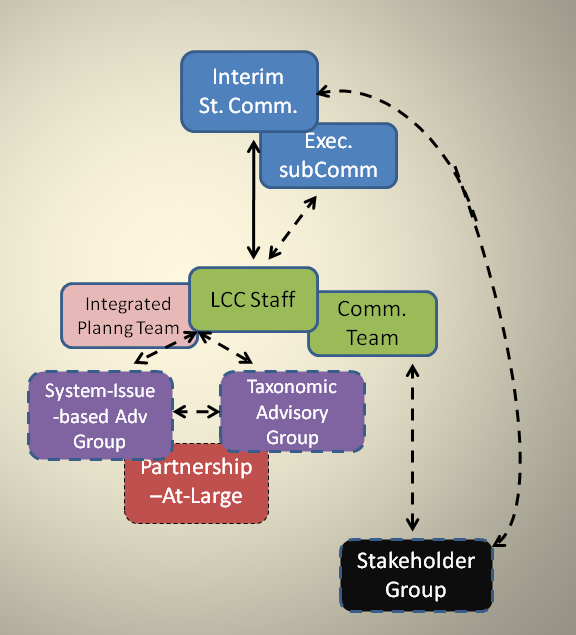 Interim
St. Comm.
Exec.
subComm
LCC Staff
Integrated
Planng Team
Comm.
Team
System-Issue
-based Adv
Group
Taxonomic
Advisory
Group
Partnership
–At-Large
Stakeholder
Group